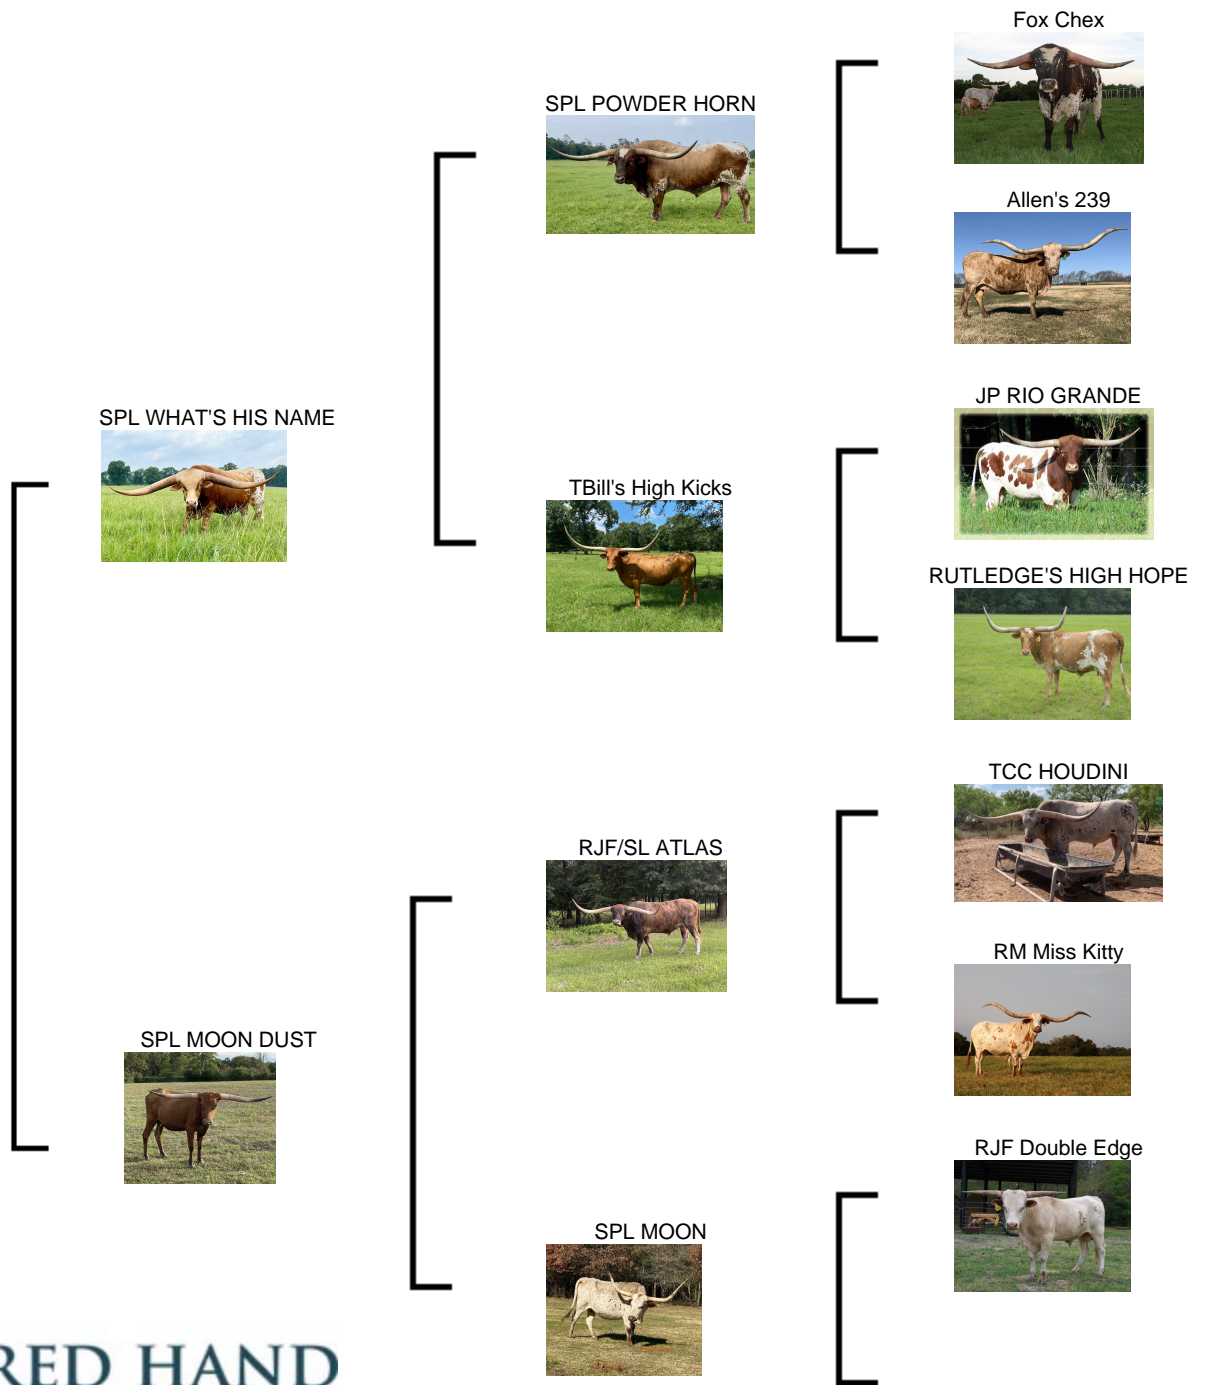 Fox Chex
SPL POWDER HORN
Allen's 239
JP RIO GRANDE
SPL WHAT'S HIS NAME
TBill's High Kicks
RUTLEDGE'S HIGH HOPE
TCC HOUDINI
RJF/SL ATLAS
RM Miss Kitty
SPL MOON DUST
RJF Double Edge
SPL MOON
RED HAND